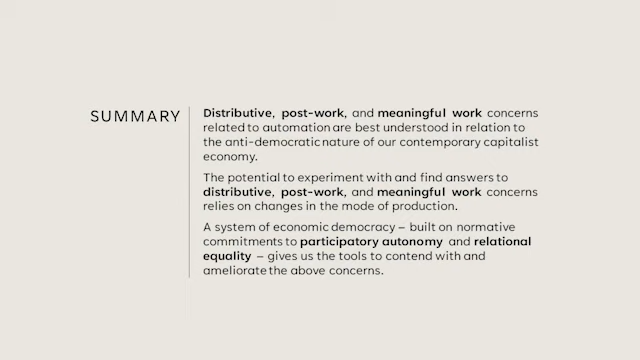 SUMMARY
Distributive, post-work, and meaningful work concerns
related to automation are best understood in relation to
the anti-democratic nature of our contemporary capitalist
economy.
The potential to experiment with and find answers to
distributive, post-work, and meaningful work concerns
relies on changes in the mode of production.
A system of economic democracy – built on normative
commitments to participatory autonomy and relational
equality – gives us the tools to contend with and
ameliorate the above concerns.